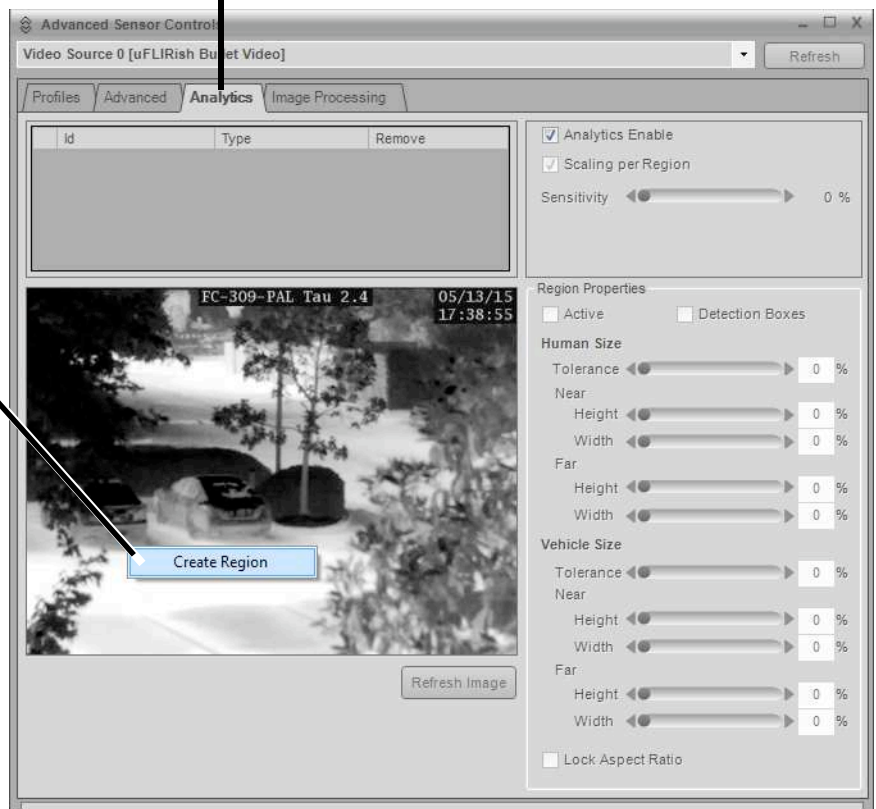 Advanced Sensor Controls
Video Source 0 [uFLIRish Bullet Video]
Refresh
Profiles Advanced Analytics Image Processing
Id Type Remove
Analytics Enable
Scaling per Region
Sensitivity 0 %
FC-309-PAL Tau 2.4 05/13/15
17:38:55
Create Region
Refresh Image
Region Properties
Active Detection Boxes
Human Size
Tolerance 0 %
Near
Height 0 %
Width 0 %
Far
Height 0 %
Width 0 %
Vehicle Size
Tolerance 0 %
Near
Height 0 %
Width 0 %
Far
Height 0 %
Width 0 %
Lock Aspect Ratio